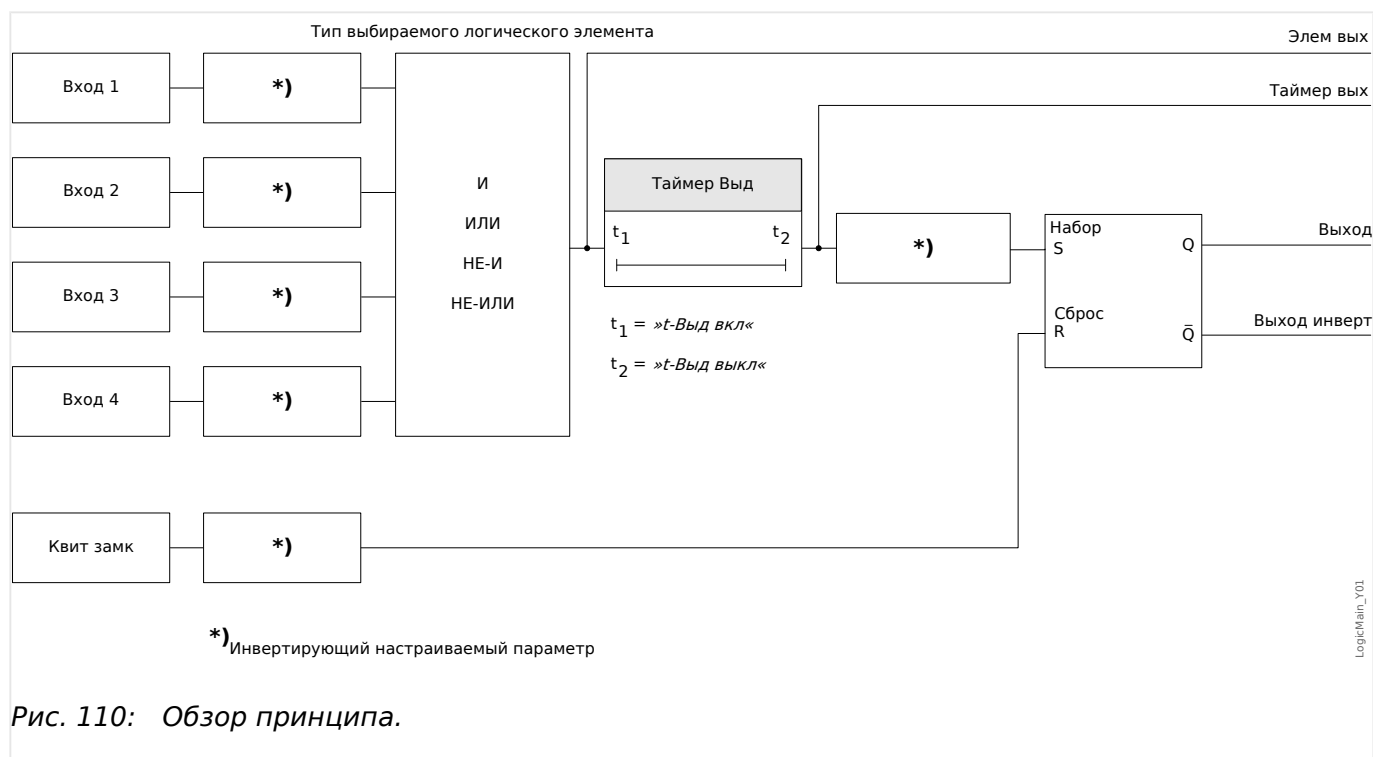 Тип выбираемого логического элемента
Элем вых
Вход 1
*)
Таймер вых
Вход 2
*)
И
ИЛИ
НЕ-И
НЕ-ИЛИ
Таймер Выд
t1
t2
*)
Набор
S
Q
Выход
Вход 3
*)
t1 = »t-Выд вкл«
t2 = »t-Выд выкл«
Сброс
R
Q̅
Выход инверт
Вход 4
*)
Квит замк
*)
*)Инвертирующий настраиваемый параметр
LogicMain_Y01
Рис. 110: Обзор принципа.